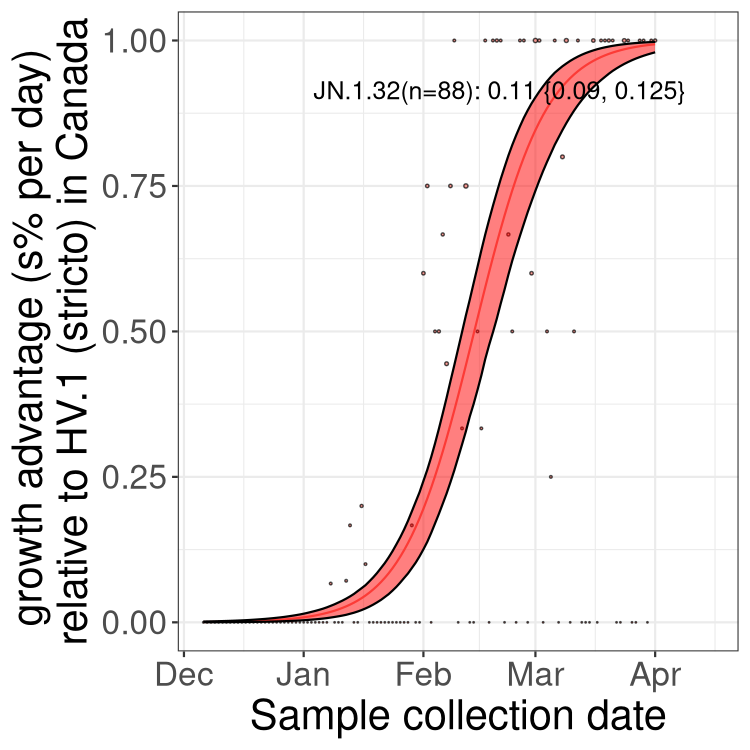 growth advantage (s% per day)
relative to HV.1 (stricto) in Canada
1.00
JN.1.32(n=88): 0.11 {0.09, 0.125}
0.75
0.50
0.25
0.00
Dec Jan Feb Mar Apr
Sample collection date